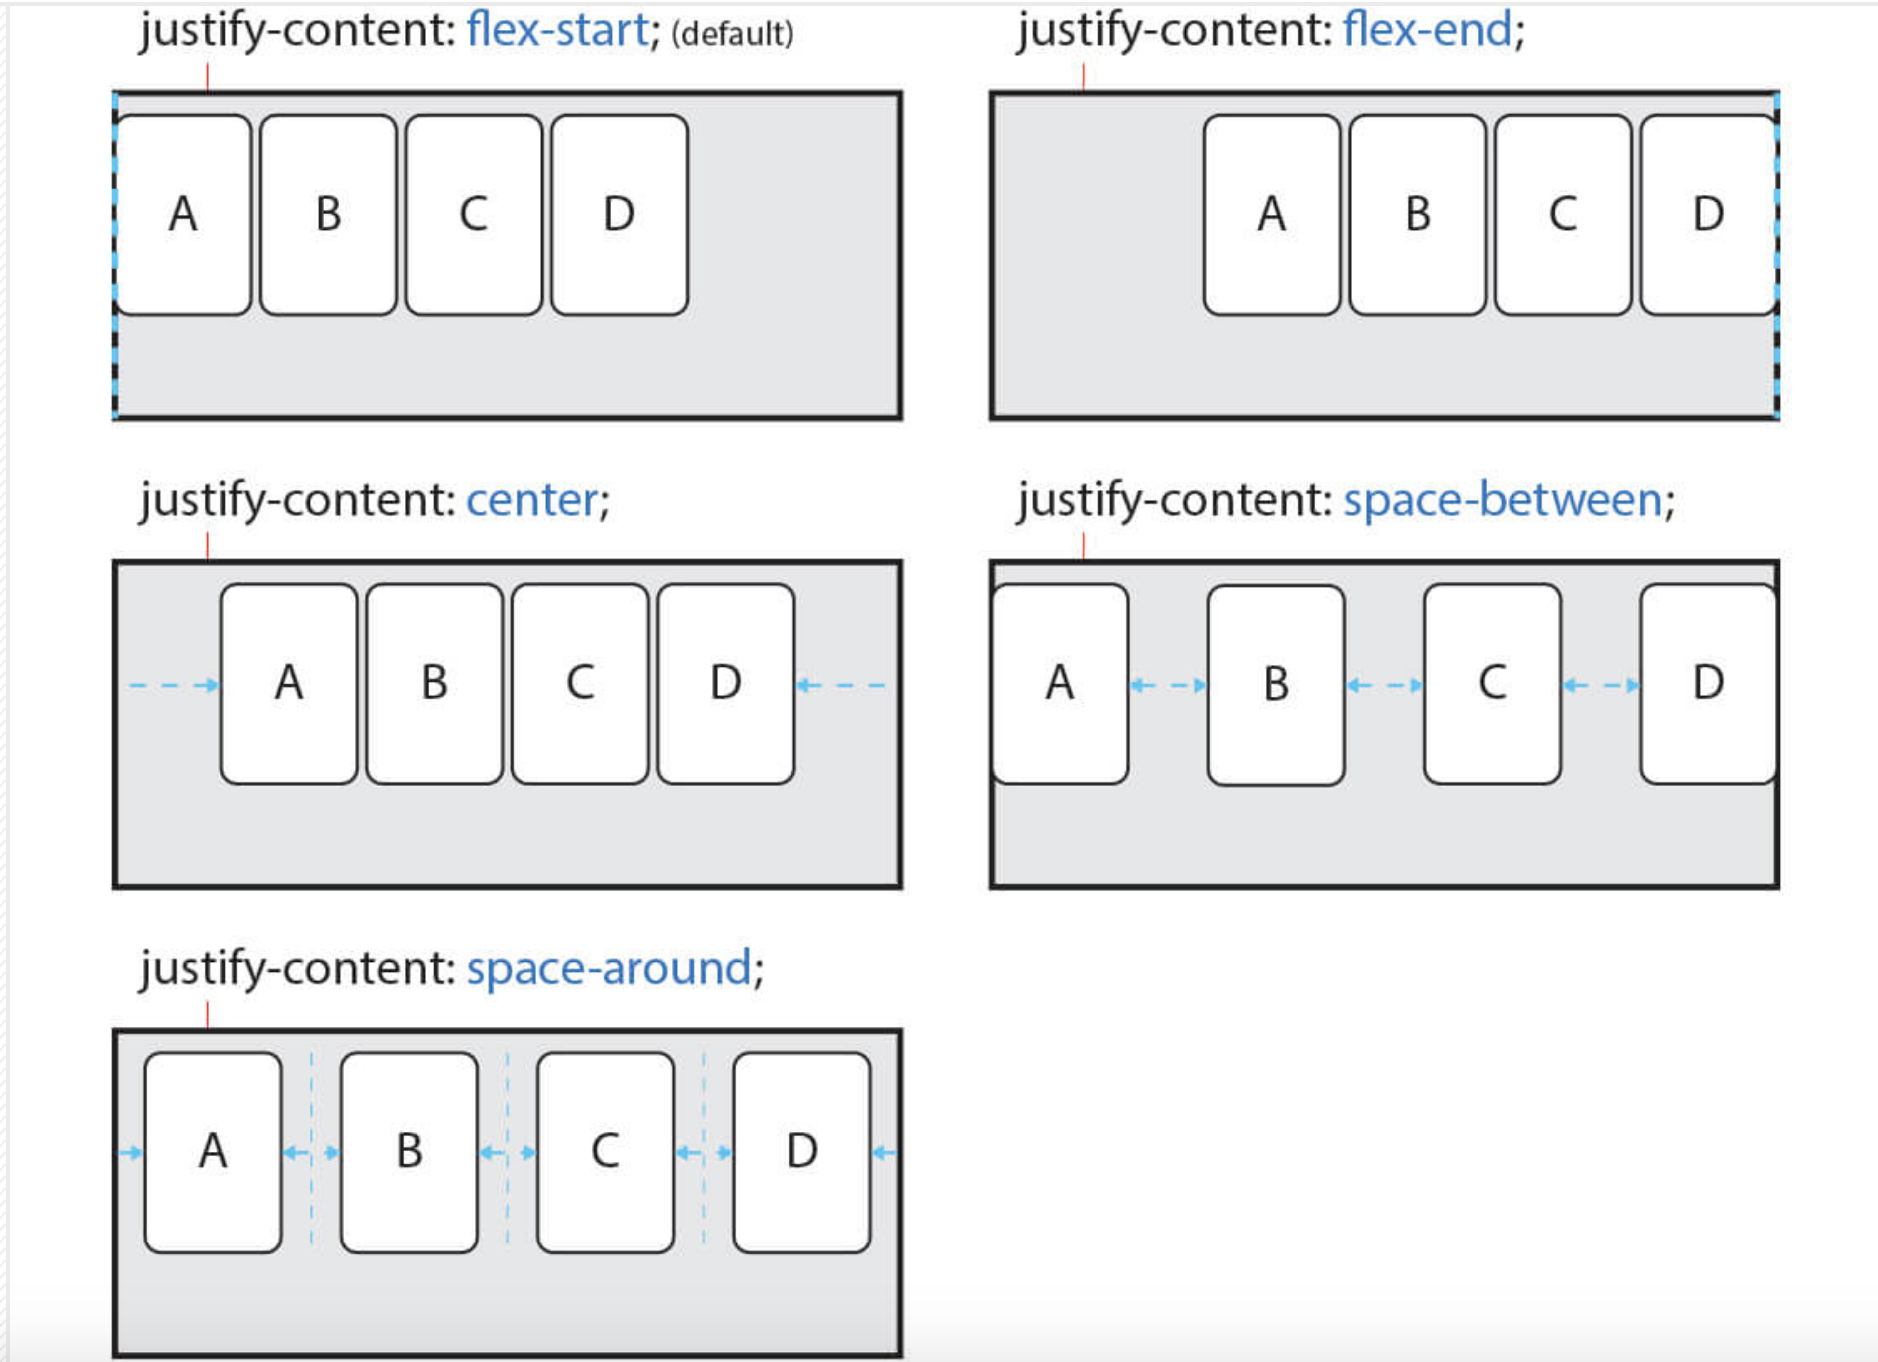 justify-content: flex-start; (default)
A B C D
justify-content: flex-end;
A B C D
justify-content: center;
A B C D
justify-content: space-between;
A B C D
justify-content: space-around;
A B C D